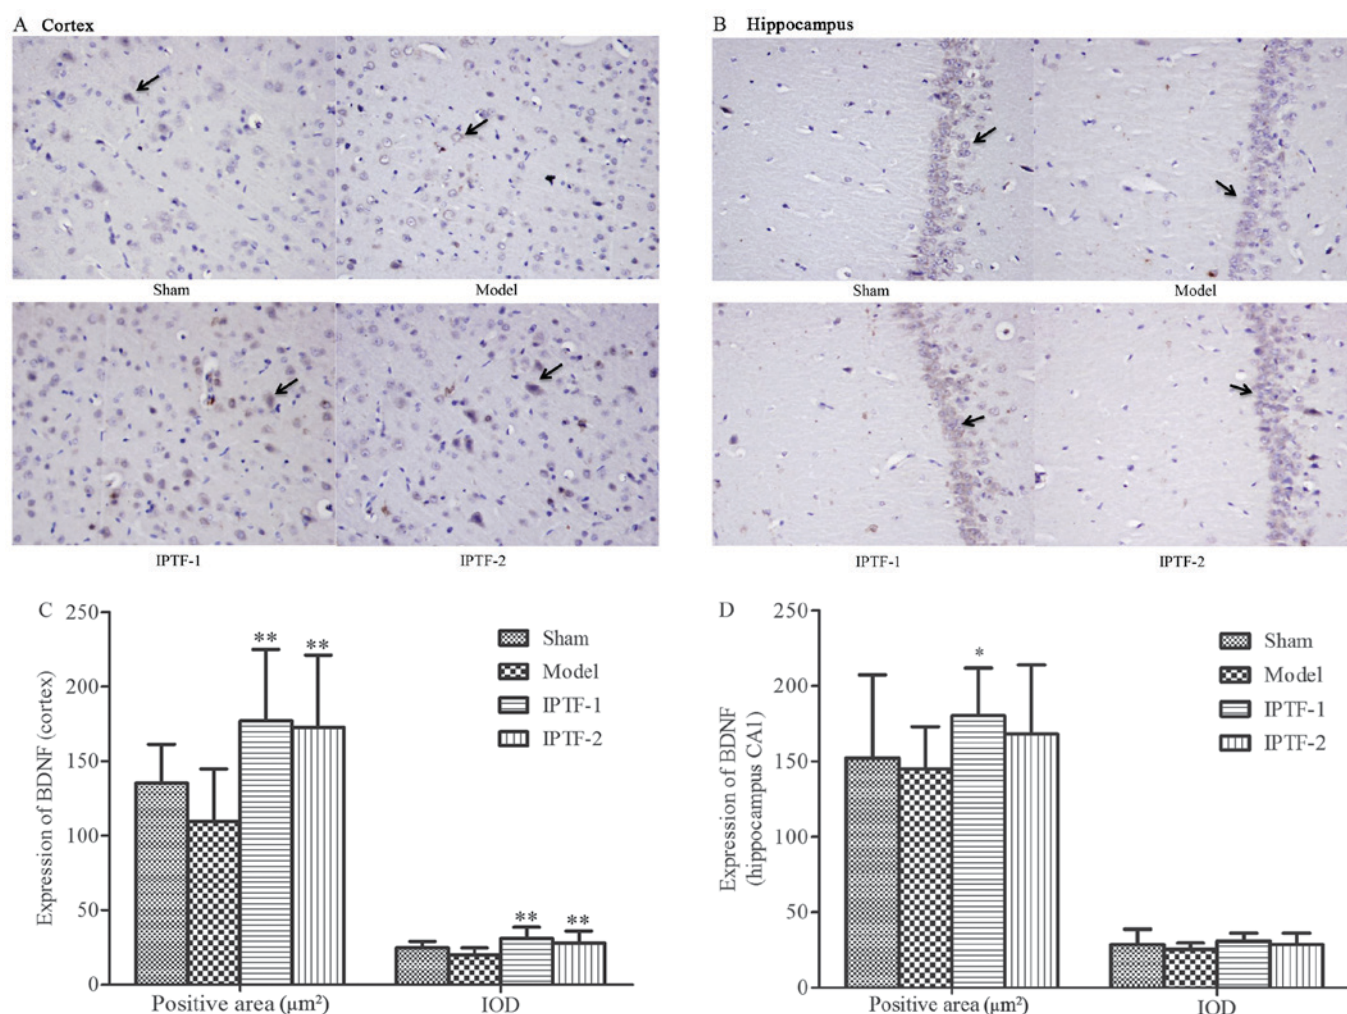 A Cortex
B Hippocampus
Sham
Model
Sham
Model
IPTF-1
IPTF-2
IPTF-1
IPTF-2
C
250
200
150
100
50
0
Expression of BDNF (cortex)
** **
** **
Sham
Model
IPTF-1
IPTF-2
Positive area (μm²)
IOD
D
250
200
150
100
50
0
Expression of BDNF
(hippocampus CA1)
*
Sham
Model
IPTF-1
IPTF-2
Positive area (μm²)
IOD